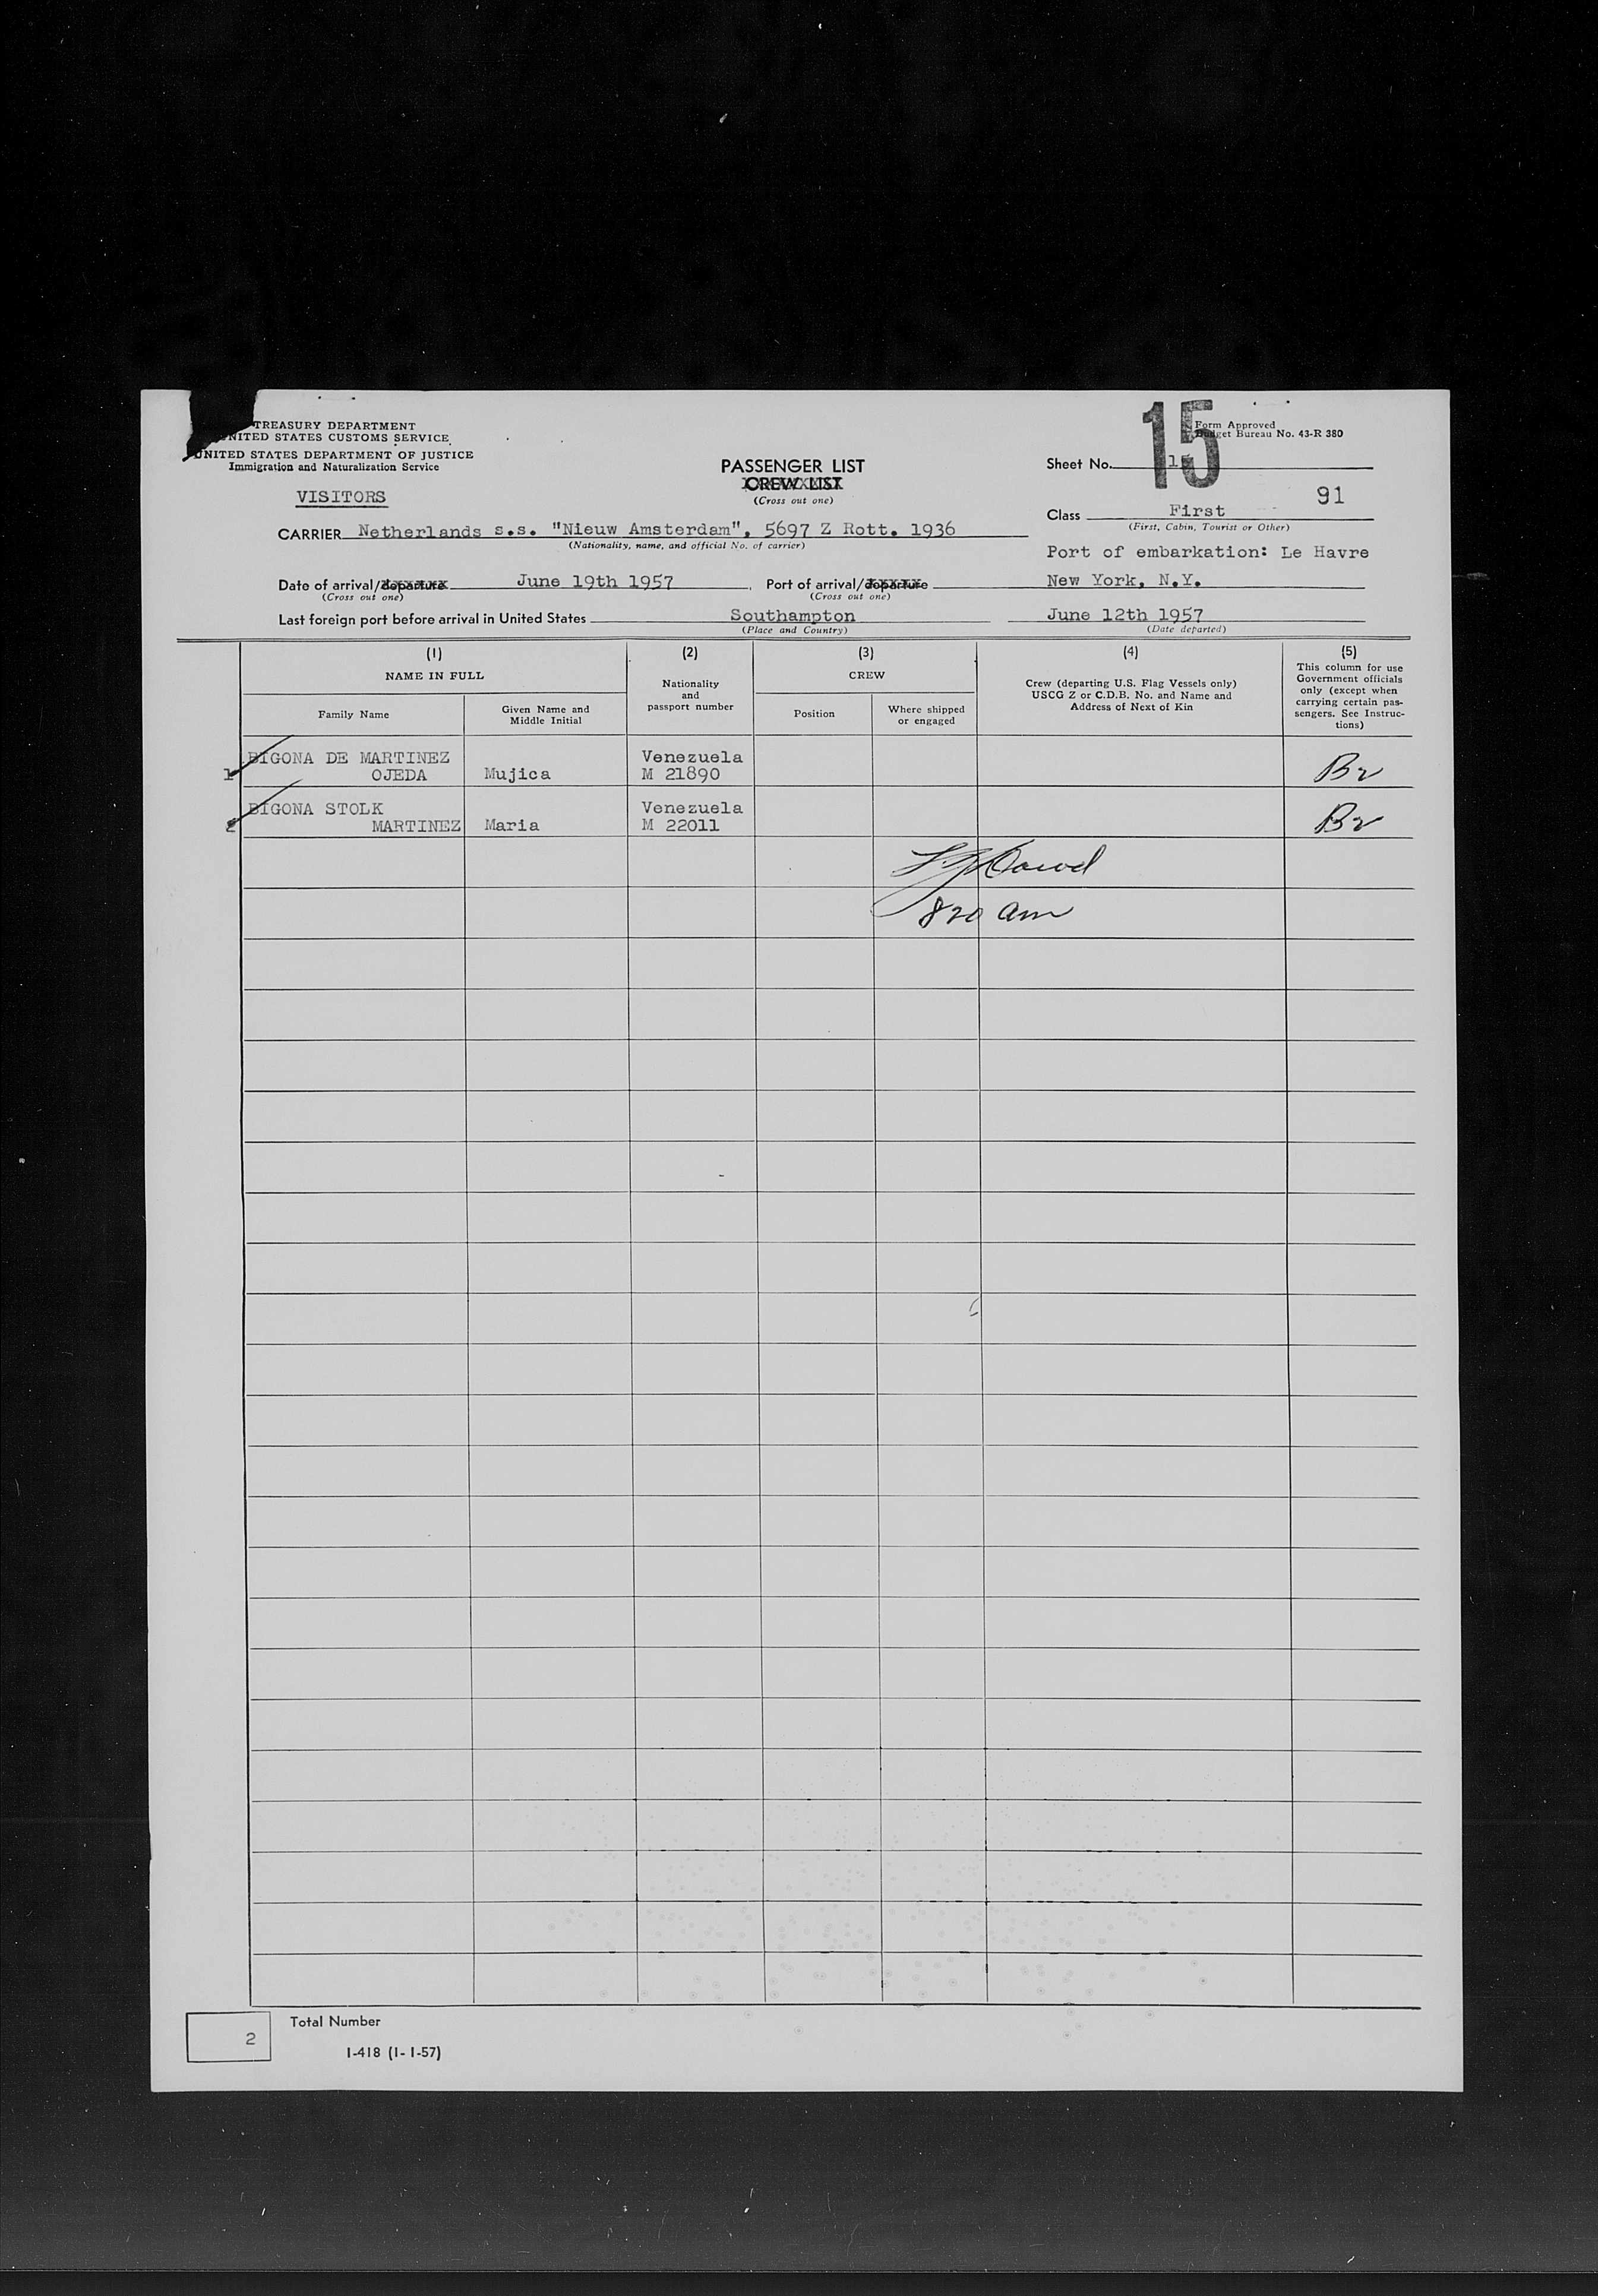 TREASURY DEPARTMENT
UNITED STATES CUSTOMS SERVICE
UNITED STATES DEPARTMENT OF JUSTICE
Immigration and Naturalization Service
VISITORS
PASSENGER LIST
CREW LIST
(Cross out one)
15
Form Approved
Budget Bureau No. 43-R 380
Sheet No.
91
Class First
(First, Cabin, Tourist or Other)
CARRIER Netherlands s.s. "Nieuw Amsterdam", 5697 Z Rott. 1936
(Nationality, name, and official No. of carrier)
Port of embarkation: Le Havre
Date of arrival/departure June 19th 1957, Port of arrival/departure New York, N.Y.
(Cross out one) (Cross out one)
Last foreign port before arrival in United States Southampton June 12th 1957
(Place and Country) (Date departed)
(1) (2) (3) (4) (5)
NAME IN FULL
Family Name
Given Name and
Middle Initial
Nationality
and
passport number
CREW
Position
Where shipped
or engaged
Crew (departing U.S. Flag Vessels only)
USCG Z or C.D.B. No. and Name and
Address of Next of Kin
This column for use
Government officials
only (except when
carrying certain pas-
sengers. See Instruc-
tions)
BIGONA DE MARTINEZ Venezuela
1 OJEDA Mujica M 21890 Br
BIGONA STOLK Venezuela
2 MARTINEZ Maria M 22011 Br
820 am
2 Total Number
I-418 (1-1-57)